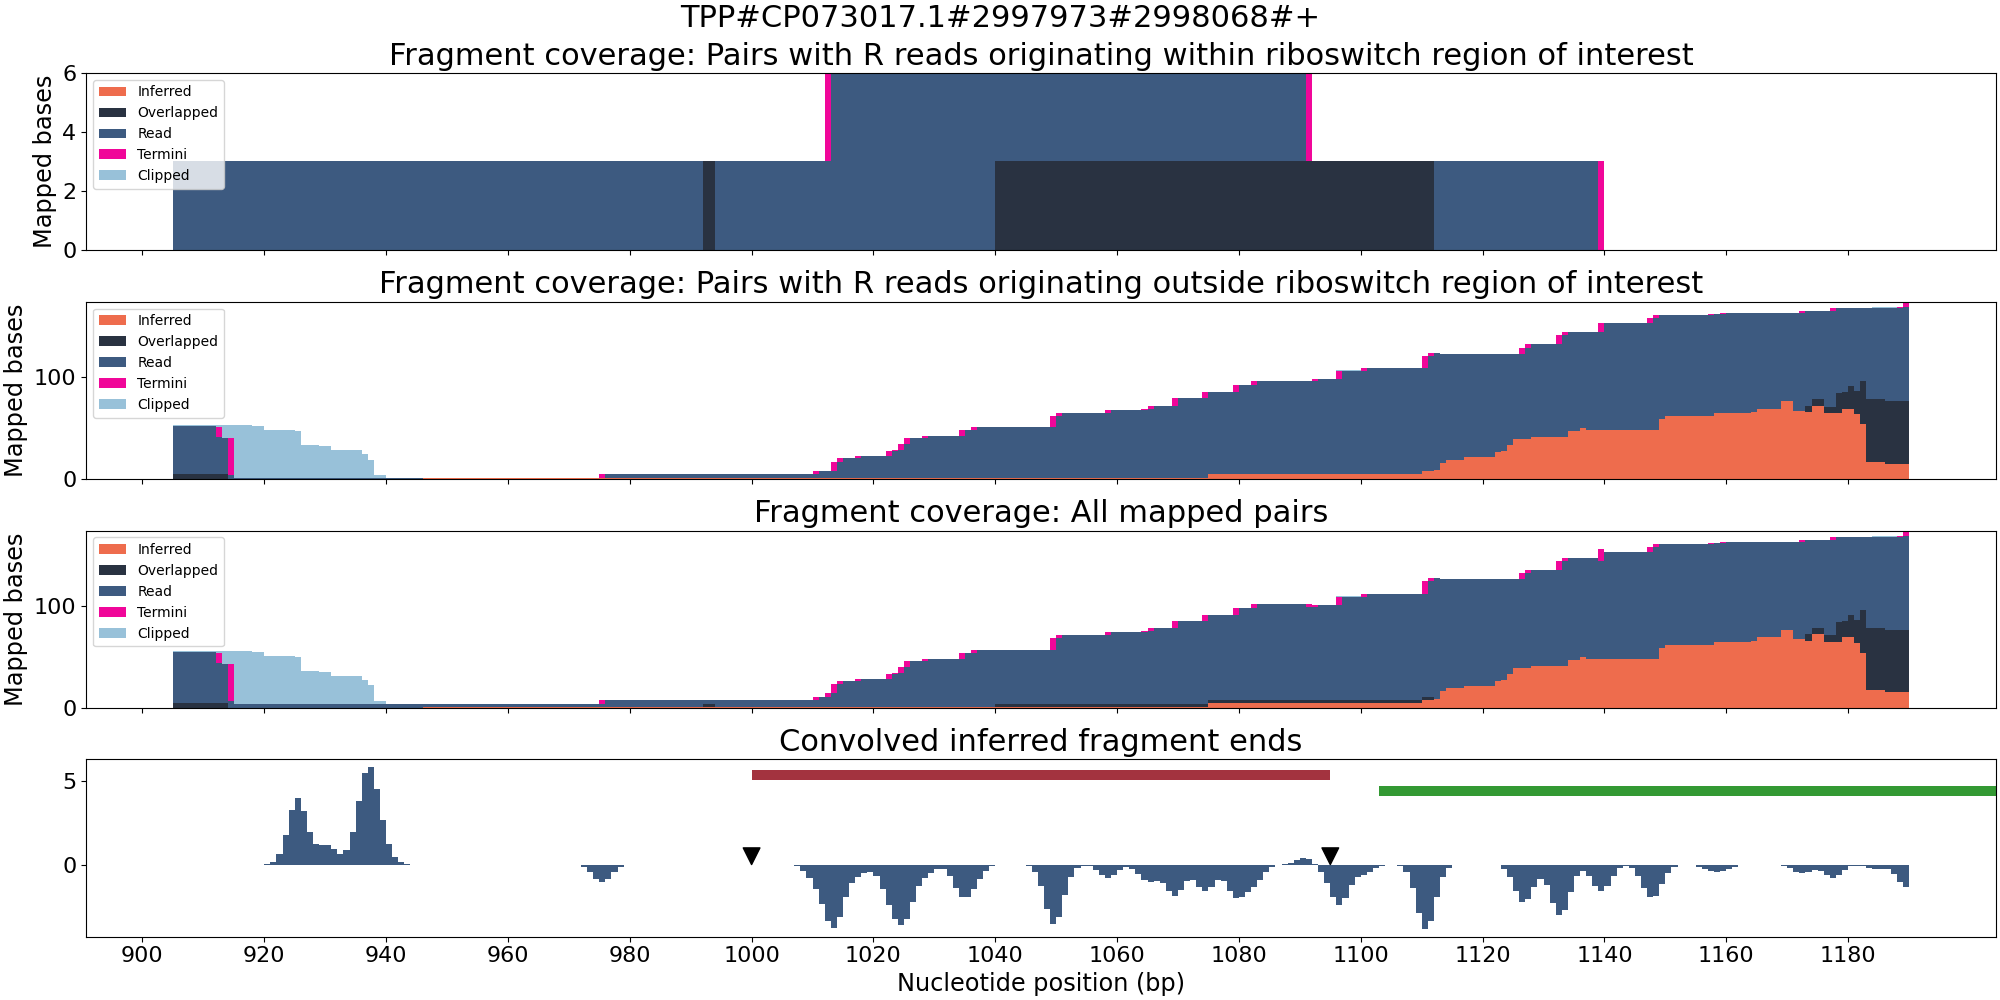 TPP#CP073017.1#2997973#2998068#+
Fragment coverage: Pairs with R reads originating within riboswitch region of interest
Mapped bases
6
4
2
0
Inferred
Overlapped
Read
Termini
Clipped
Fragment coverage: Pairs with R reads originating outside riboswitch region of interest
Mapped bases
100
0
Inferred
Overlapped
Read
Termini
Clipped
Fragment coverage: All mapped pairs
Mapped bases
100
0
Inferred
Overlapped
Read
Termini
Clipped
Convolved inferred fragment ends
5
0
900 920 940 960 980 1000 1020 1040 1060 1080 1100 1120 1140 1160 1180
Nucleotide position (bp)